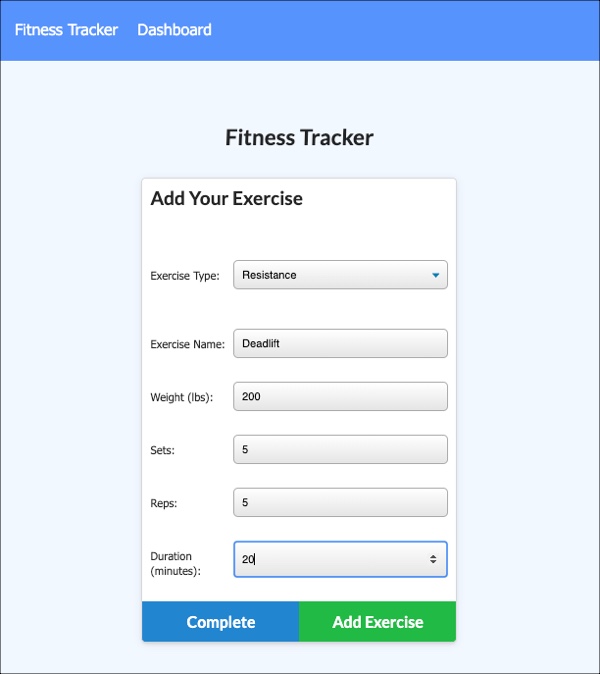 Fitness Tracker Dashboard
Fitness Tracker
Add Your Exercise
Exercise Type: Resistance
Exercise Name: Deadlift
Weight (lbs): 200
Sets: 5
Reps: 5
Duration
(minutes): 20
Complete Add Exercise